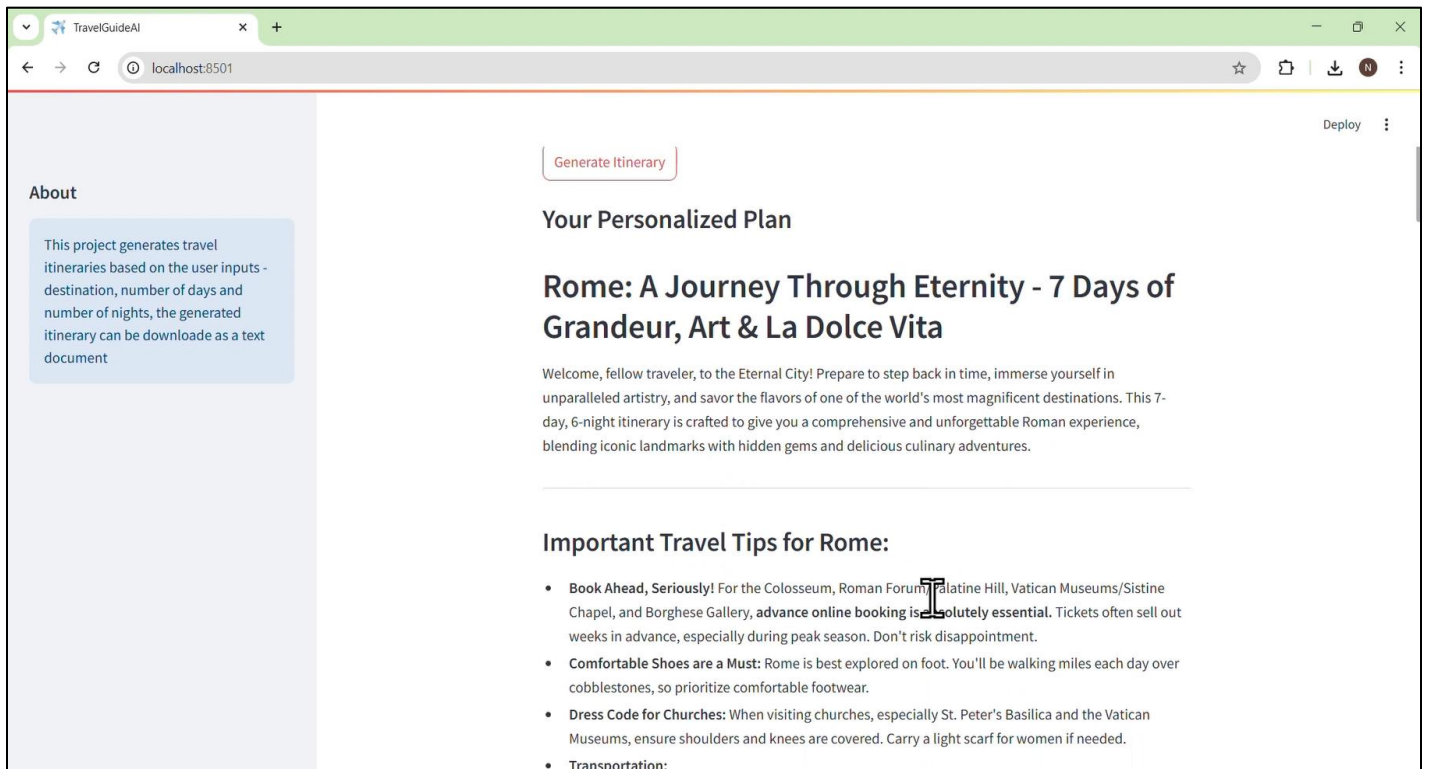 TravelGuideAI
localhost:8501
N
Deploy
About
This project generates travel
itineraries based on the user inputs -
destination, number of days and
number of nights, the generated
itinerary can be downloade as a text
document
Generate Itinerary
Your Personalized Plan
Rome: A Journey Through Eternity - 7 Days of
Grandeur, Art & La Dolce Vita
Welcome, fellow traveler, to the Eternal City! Prepare to step back in time, immerse yourself in
unparalleled artistry, and savor the flavors of one of the world's most magnificent destinations. This 7-
day, 6-night itinerary is crafted to give you a comprehensive and unforgettable Roman experience,
blending iconic landmarks with hidden gems and delicious culinary adventures.
Important Travel Tips for Rome:
• Book Ahead, Seriously! For the Colosseum, Roman Forum/Palatine Hill, Vatican Museums/Sistine
Chapel, and Borghese Gallery, advance online booking is absolutely essential. Tickets often sell out
weeks in advance, especially during peak season. Don't risk disappointment.
• Comfortable Shoes are a Must: Rome is best explored on foot. You'll be walking miles each day over
cobblestones, so prioritize comfortable footwear.
• Dress Code for Churches: When visiting churches, especially St. Peter's Basilica and the Vatican
Museums, ensure shoulders and knees are covered. Carry a light scarf for women if needed.
• Transportation: